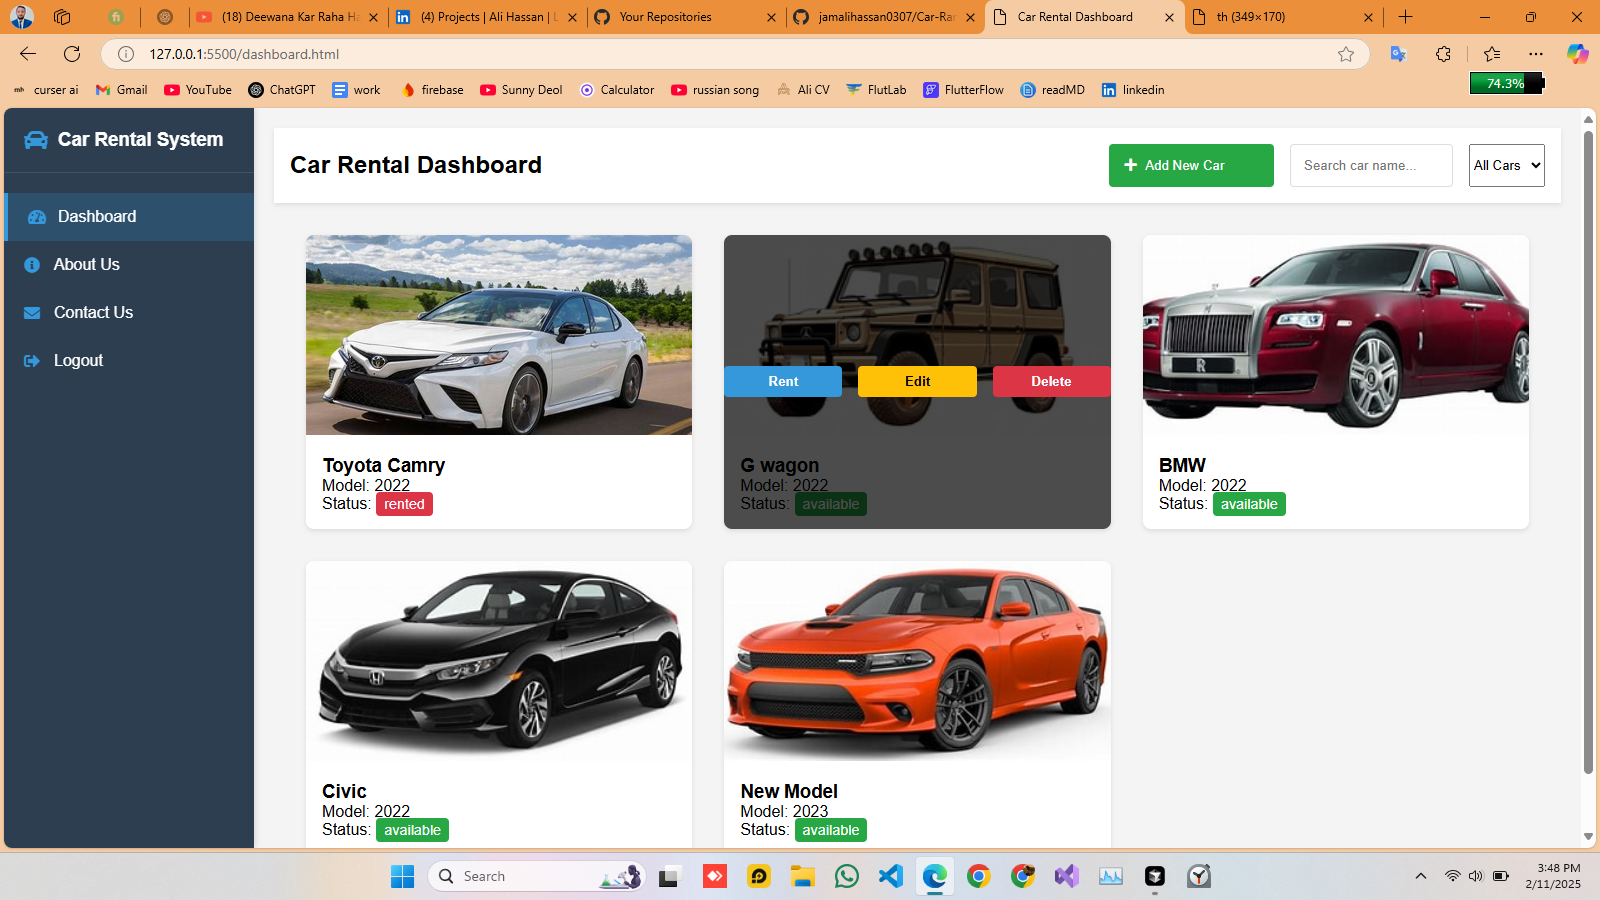 (18) Deewana Kar Raha Ha
(4) Projects | Ali Hassan | L
Your Repositories
jamalihassan0307/Car-Ran
Car Rental Dashboard
th (349×170)
127.0.0.1:5500/dashboard.html
curser ai
Gmail
YouTube
ChatGPT
work
firebase
Sunny Deol
Calculator
russian song
Ali CV
FlutLab
FlutterFlow
readMD
linkedin
74.3%
Car Rental System
Dashboard
About Us
Contact Us
Logout
Car Rental Dashboard
Add New Car
Search car name...
All Cars
Toyota Camry
Model: 2022
Status: rented
Rent
Edit
Delete
G wagon
Model: 2022
Status: available
BMW
Model: 2022
Status: available
Civic
Model: 2022
Status: available
New Model
Model: 2023
Status: available
Search
3:48 PM
2/11/2025